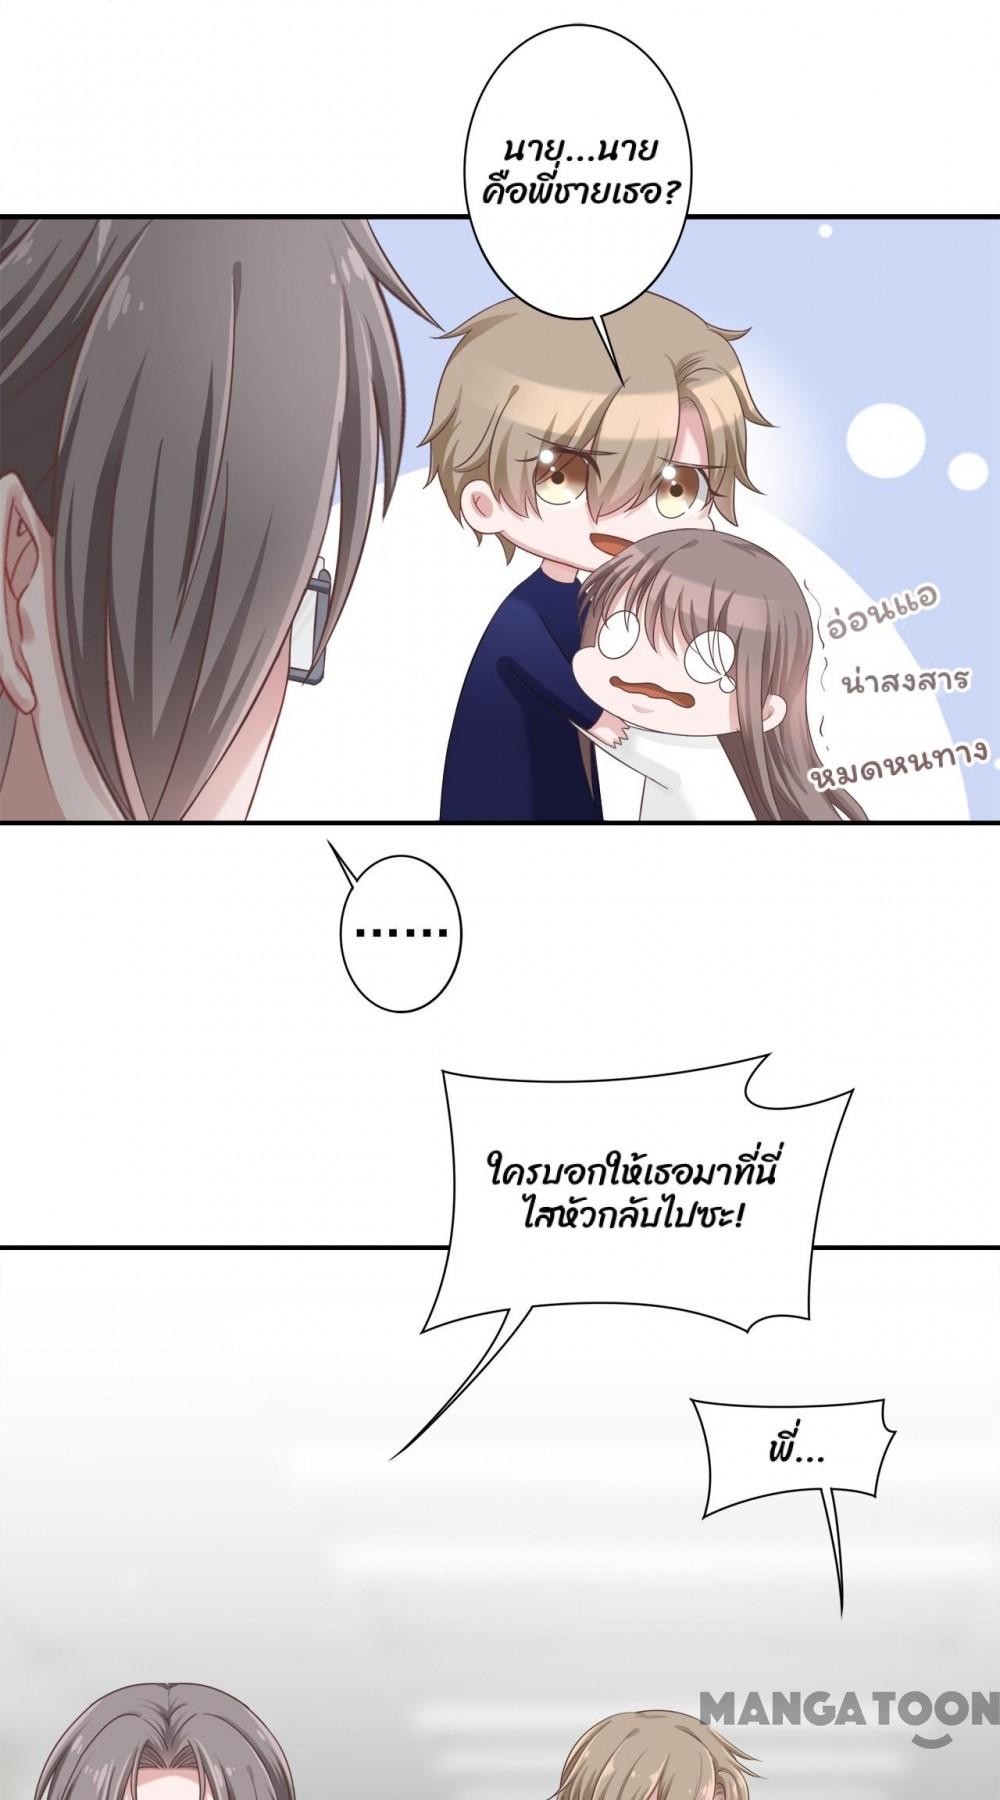 นาย...นาย
คือพี่ชายเธอ?
อ่อนแอ
น่าสงสาร
หมดหนทาง
......
ใครบอกให้เธอมาที่นี่
ไสหัวกลับไปซะ!
พี่...
MANGATOON